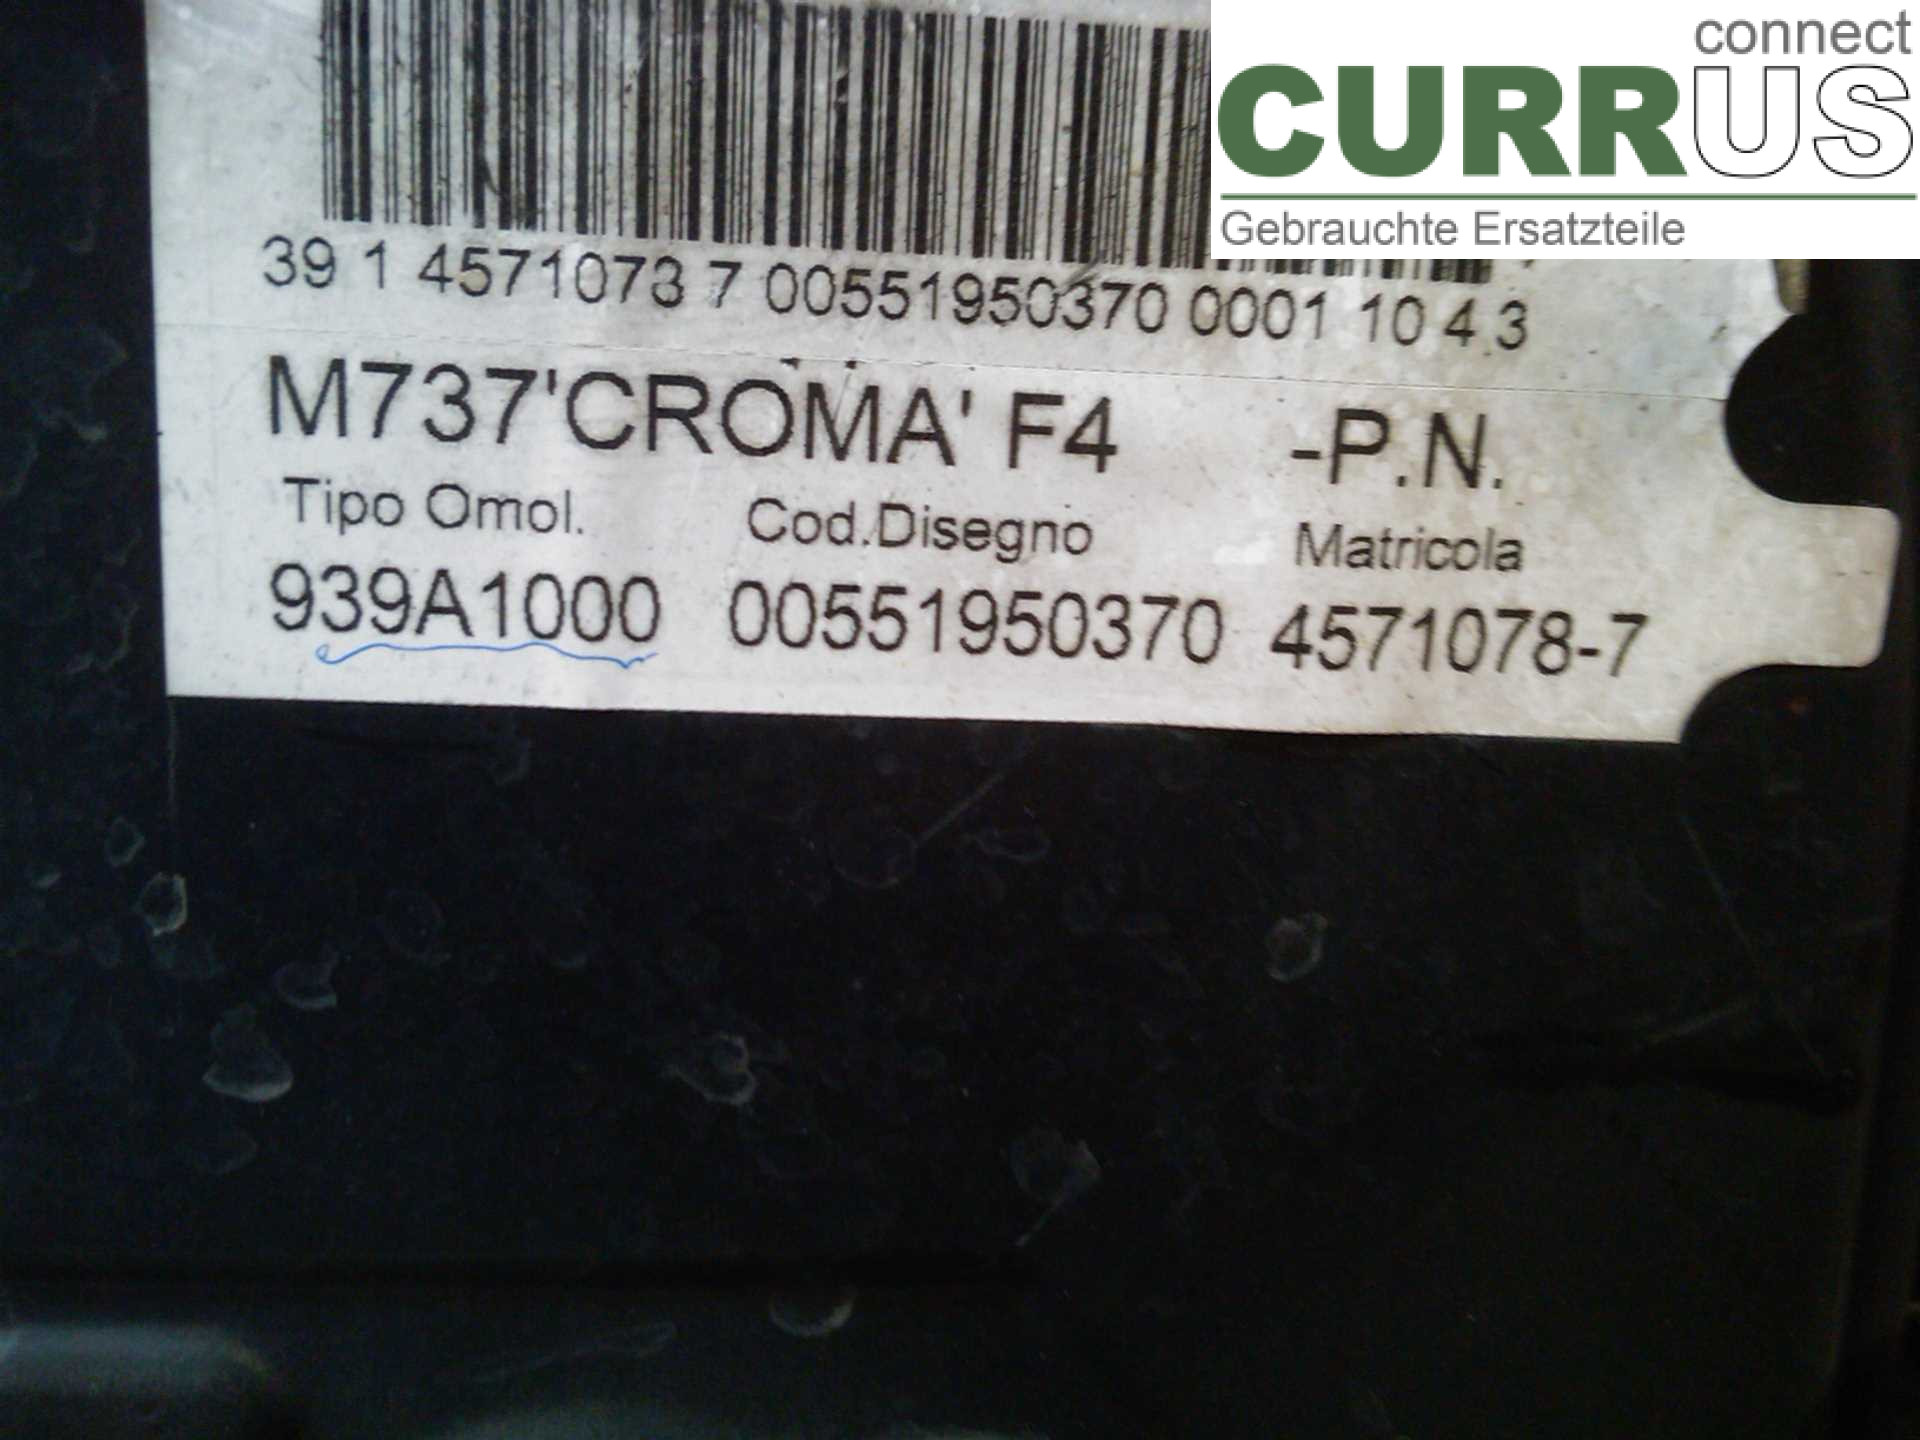 connect
CURRUS
Gebrauchte Ersatzteile
39 1 4571078 7 00551950370 0001 10 4 3
M737'CROMA' F4 -P.N.
Tipo Omol. Cod.Disegno Matricola
939A1000 00551950370 4571078-7